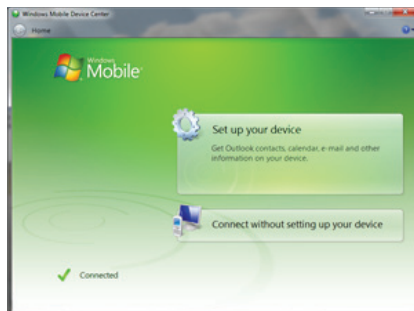 Windows Mobile Device Center
Home
Windows
Mobile
Set up your device
Get Outlook contacts, calendar, e-mail and other
information on your device.
Connect without setting up your device
Connected